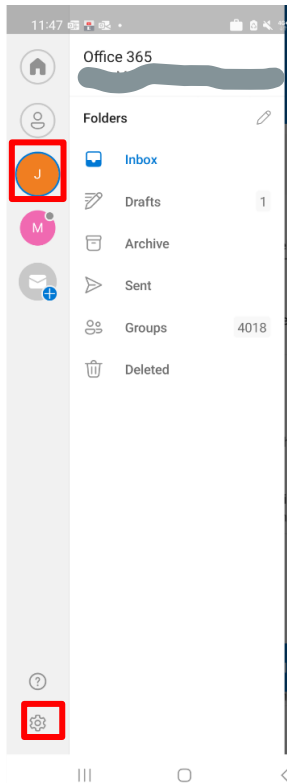 11:47
Office 365
Folders
J
Inbox
Drafts 1
M
Archive
Sent
Groups 4018
Deleted
?